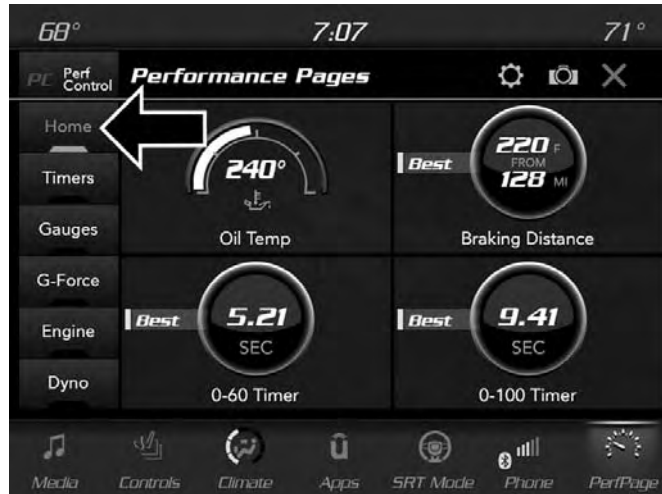 68° 7:07 71°
PC Perf Control Performance Pages
Home
Timers
Gauges
G-Force
Engine
Dyno
240°
Oil Temp
Best
220 F
FROM
128 MI
Braking Distance
Best
5.21
SEC
0-60 Timer
Best
9.41
SEC
0-100 Timer
Media Controls Climate Apps SRT Mode Phone PerfPage